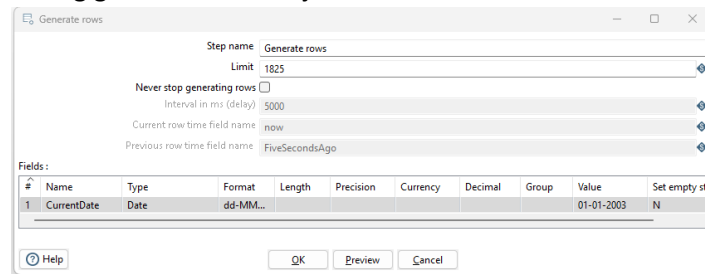 Generate rows
Step name Generate rows
Limit 1825
Never stop generating rows
Interval in ms (delay) 5000
Current row time field name now
Previous row time field name FiveSecondsAgo
Fields :
# Name Type Format Length Precision Currency Decimal Group Value Set empty st
1 CurrentDate Date dd-MM... 01-01-2003 N
Help OK Preview Cancel